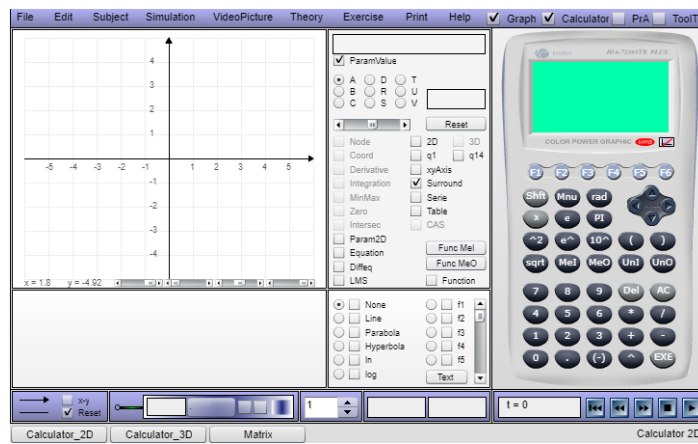 File Edit Subject Simulation VideoPicture Theory Exercise Print Help Graph Calculator PrA ToolT
4
3
2
1
-5 -4 -3 -2 -1 1 2 3 4 5
-1
-2
-3
-4
x = 1.8 y = -4.92
ParamValue
A D T
B R U
C S V
Reset
Node 2D 3D
Coord q1 q14
Derivative xyAxis
Integration Surround
MinMax Serie
Zero Table
Intersec CAS
Param2D
Equation Func MeI
Diffeq Func MeO
LMS Function
None f1
Line f2
Parabola f3
Hyperbola f4
ln f5
log Text
project
COLOR POWER GRAPHIC
F1 F2 F3 F4 F5 F6
Shft Mnu rad
x e PI
^2 e^ 10^ ( )
sqrt MeI MeO UnI UnO
7 8 9 Del AC
4 5 6 * /
1 2 3 + -
0 . (-) ^ EXE
x-y
Reset
1
t = 0
Calculator_2D Calculator_3D Matrix Calculator 2D